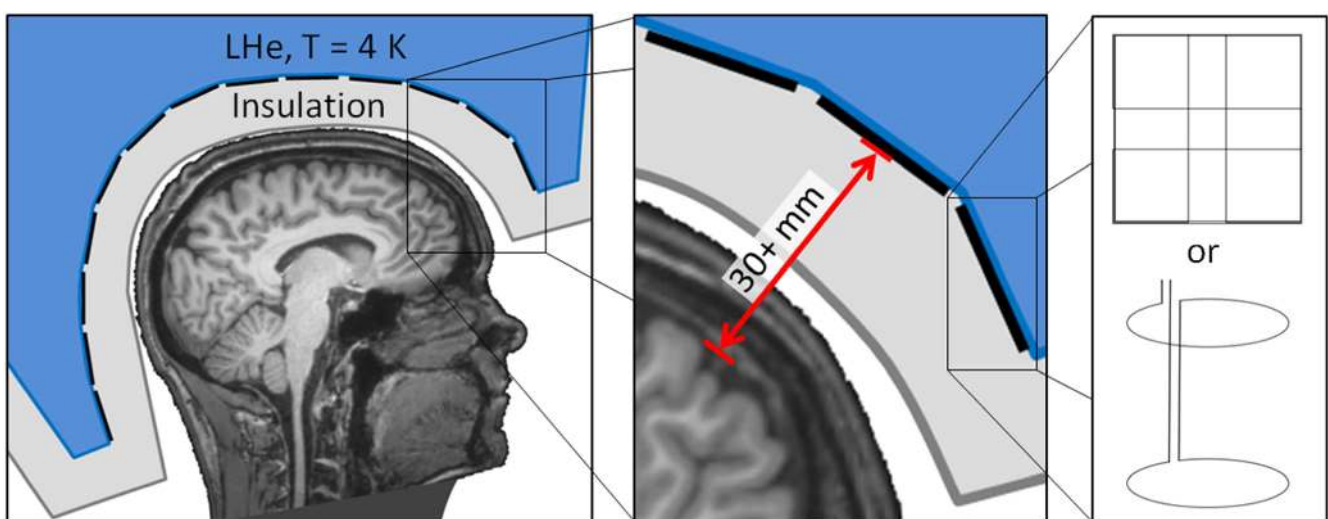 LHe, T = 4 K
Insulation
30+ mm
or